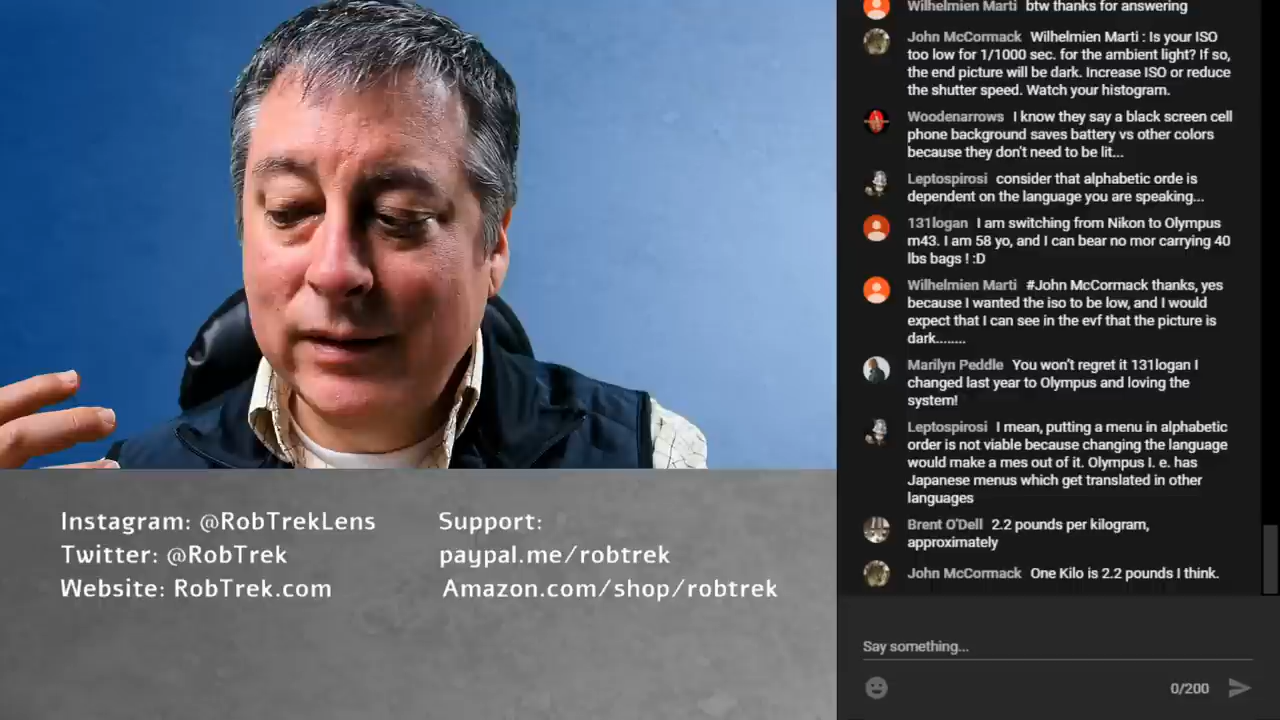 Wilhelmien Marti btw thanks for answering
John McCormack Wilhelmien Marti : Is your ISO
too low for 1/1000 sec. for the ambient light? If so,
the end picture will be dark. Increase ISO or reduce
the shutter speed. Watch your histogram.
Woodenarrows I know they say a black screen cell
phone background saves battery vs other colors
because they don't need to be lit...
Leptospirosi consider that alphabetic orde is
dependent on the language you are speaking...
131logan I am switching from Nikon to Olympus
m43. I am 58 yo, and I can bear no mor carrying 40
lbs bags ! :D
Wilhelmien Marti #John McCormack thanks, yes
because I wanted the iso to be low, and I would
expect that I can see in the evf that the picture is
dark........
Marilyn Peddle You won't regret it 131logan I
changed last year to Olympus and loving the
system!
Leptospirosi I mean, putting a menu in alphabetic
order is not viable because changing the language
would make a mes out of it. Olympus I. e. has
Japanese menus which get translated in other
languages
Brent O'Dell 2.2 pounds per kilogram,
approximately
John McCormack One Kilo is 2.2 pounds I think.
Say something...
0/200
Instagram: @RobTrekLens
Twitter: @RobTrek
Website: RobTrek.com
Support:
paypal.me/robtrek
Amazon.com/shop/robtrek